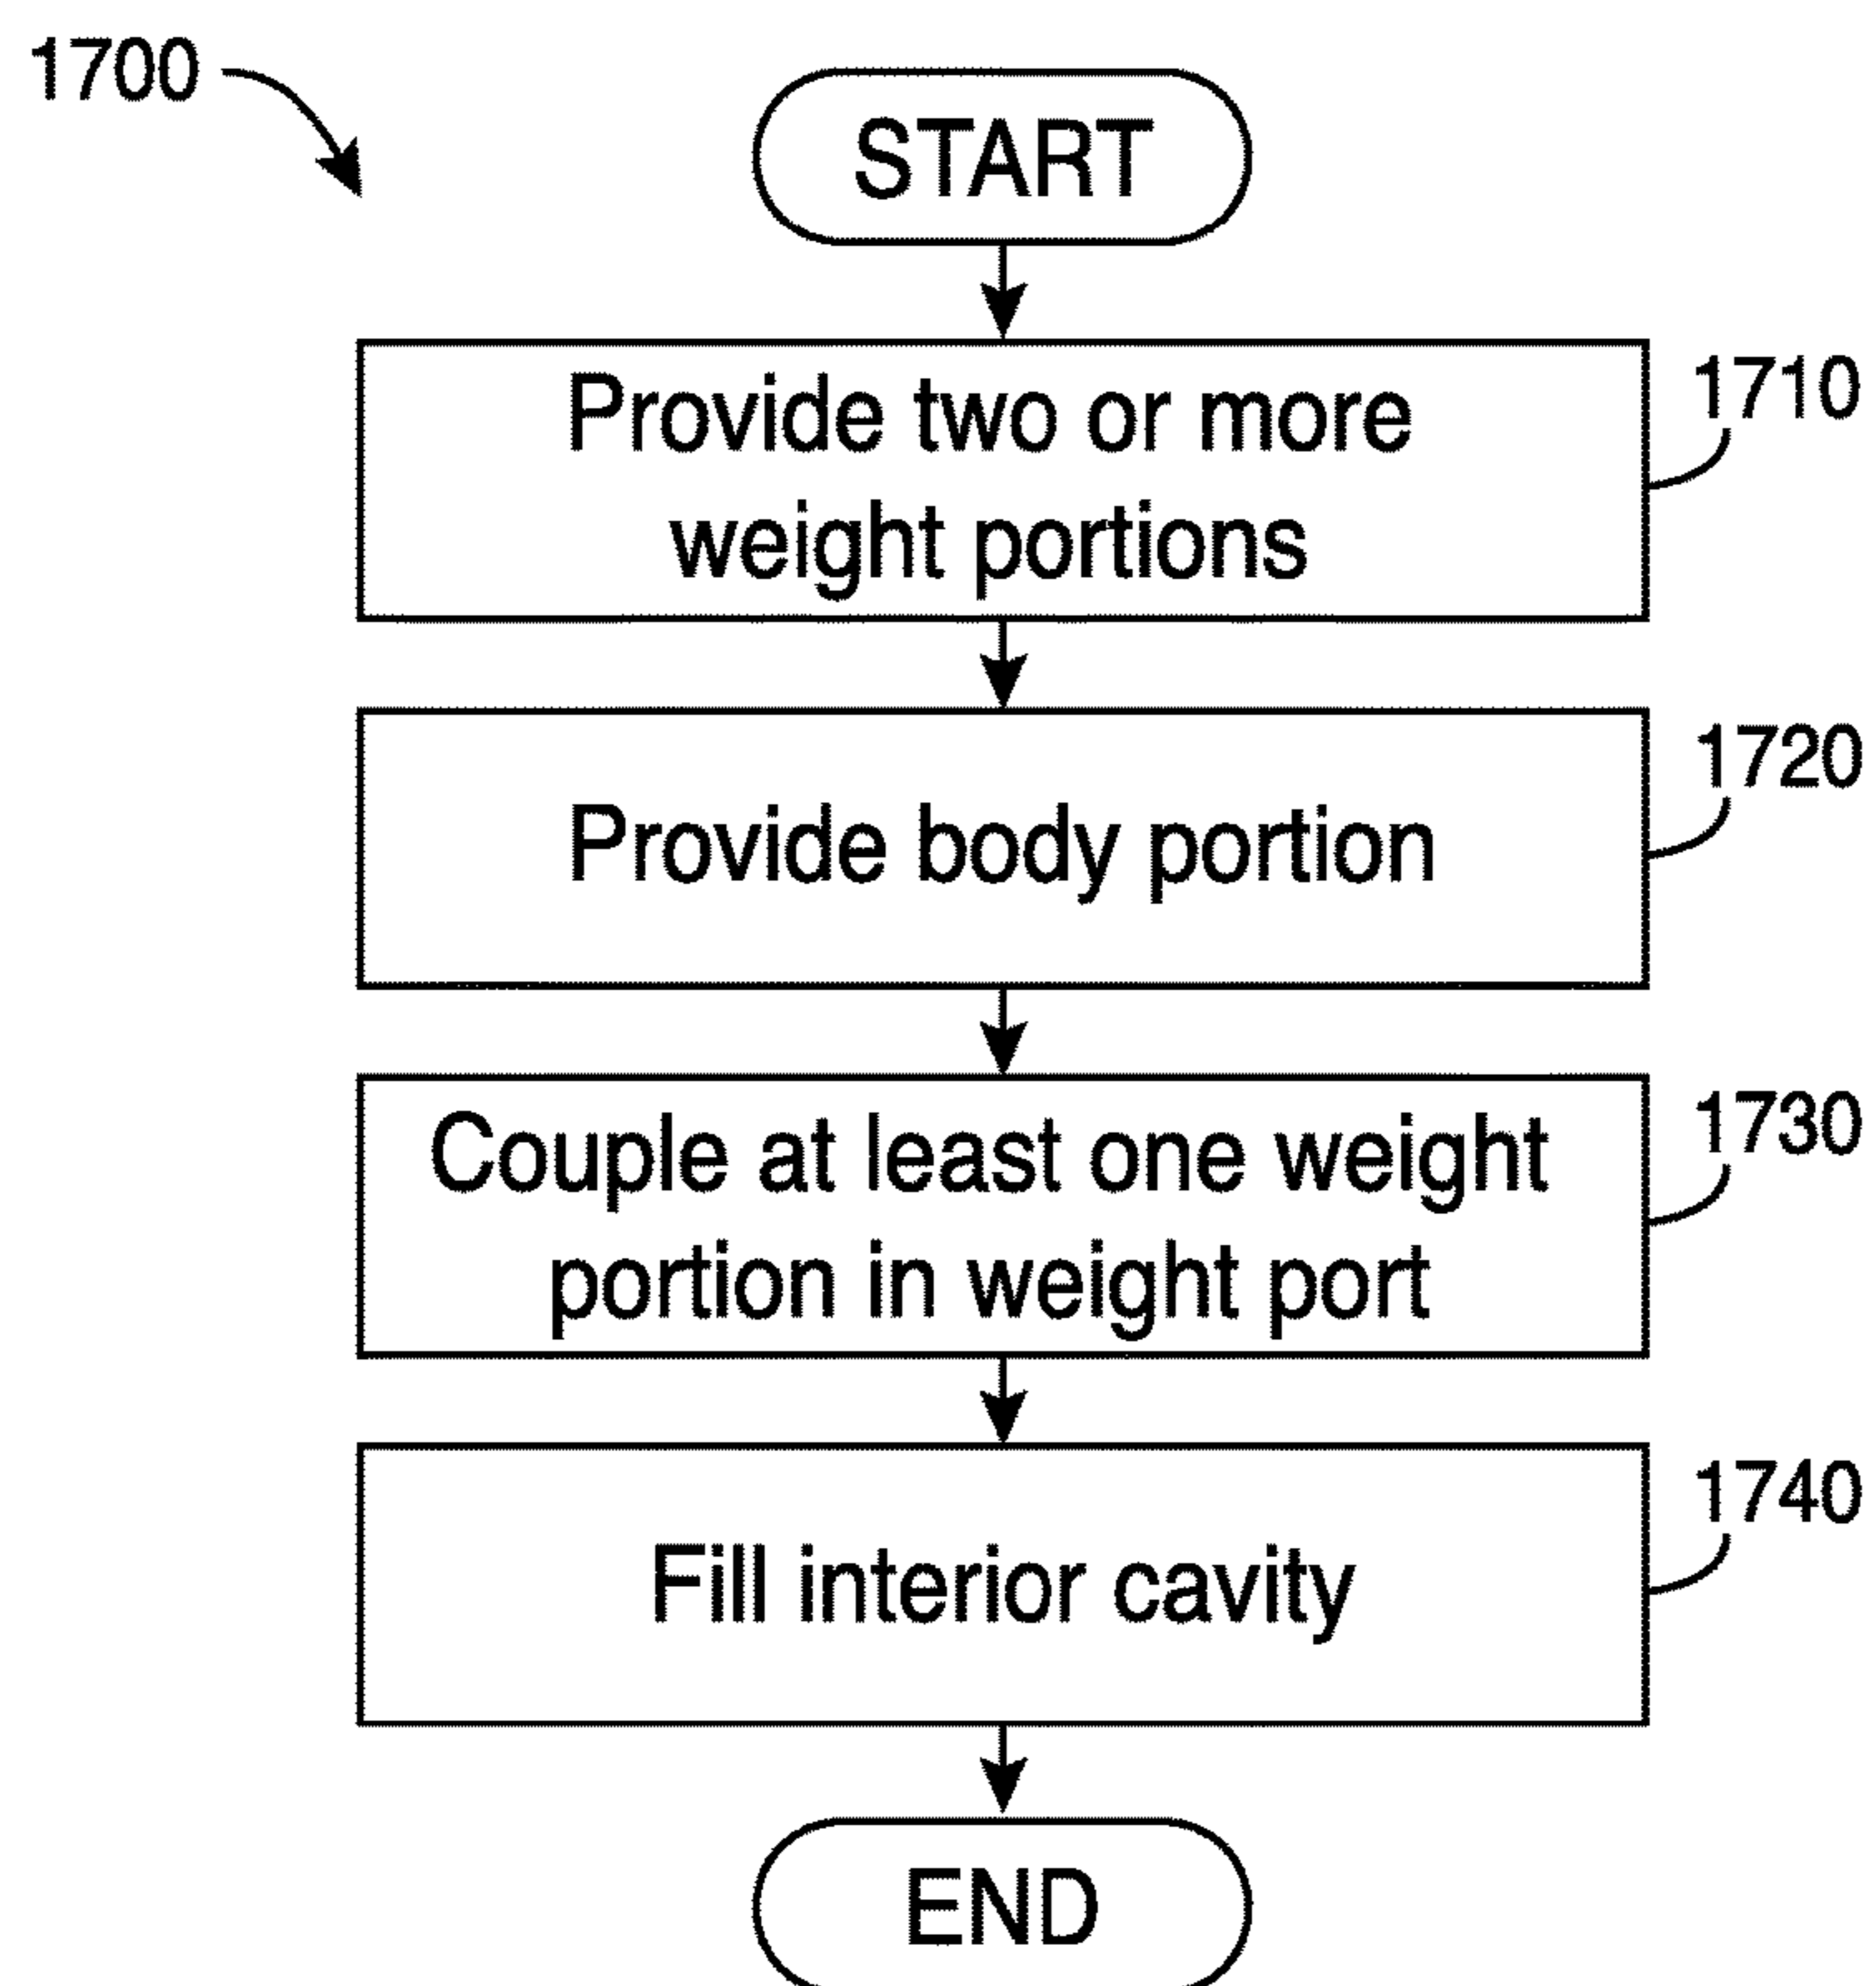 1700
START
Provide two or more
weight portions
1710
Provide body portion
1720
Couple at least one weight
portion in weight port
1730
Fill interior cavity
1740
END